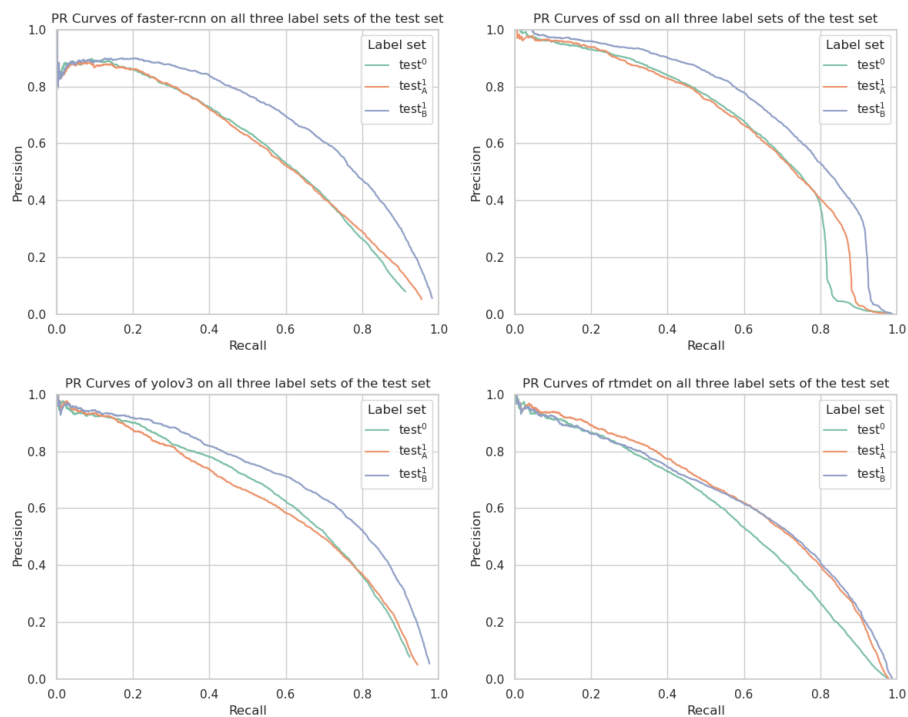 PR Curves of faster-rcnn on all three label sets of the test set
1.0
0.8
0.6
0.4
0.2
0.0
Precision
0.0 0.2 0.4 0.6 0.8 1.0
Recall
Label set
test⁰
test¹_A
test¹_B
PR Curves of ssd on all three label sets of the test set
1.0
0.8
0.6
0.4
0.2
0.0
Precision
0.0 0.2 0.4 0.6 0.8 1.0
Recall
Label set
test⁰
test¹_A
test¹_B
PR Curves of yolov3 on all three label sets of the test set
1.0
0.8
0.6
0.4
0.2
0.0
Precision
0.0 0.2 0.4 0.6 0.8 1.0
Recall
Label set
test⁰
test¹_A
test¹_B
PR Curves of rtmdet on all three label sets of the test set
1.0
0.8
0.6
0.4
0.2
0.0
Precision
0.0 0.2 0.4 0.6 0.8 1.0
Recall
Label set
test⁰
test¹_A
test¹_B